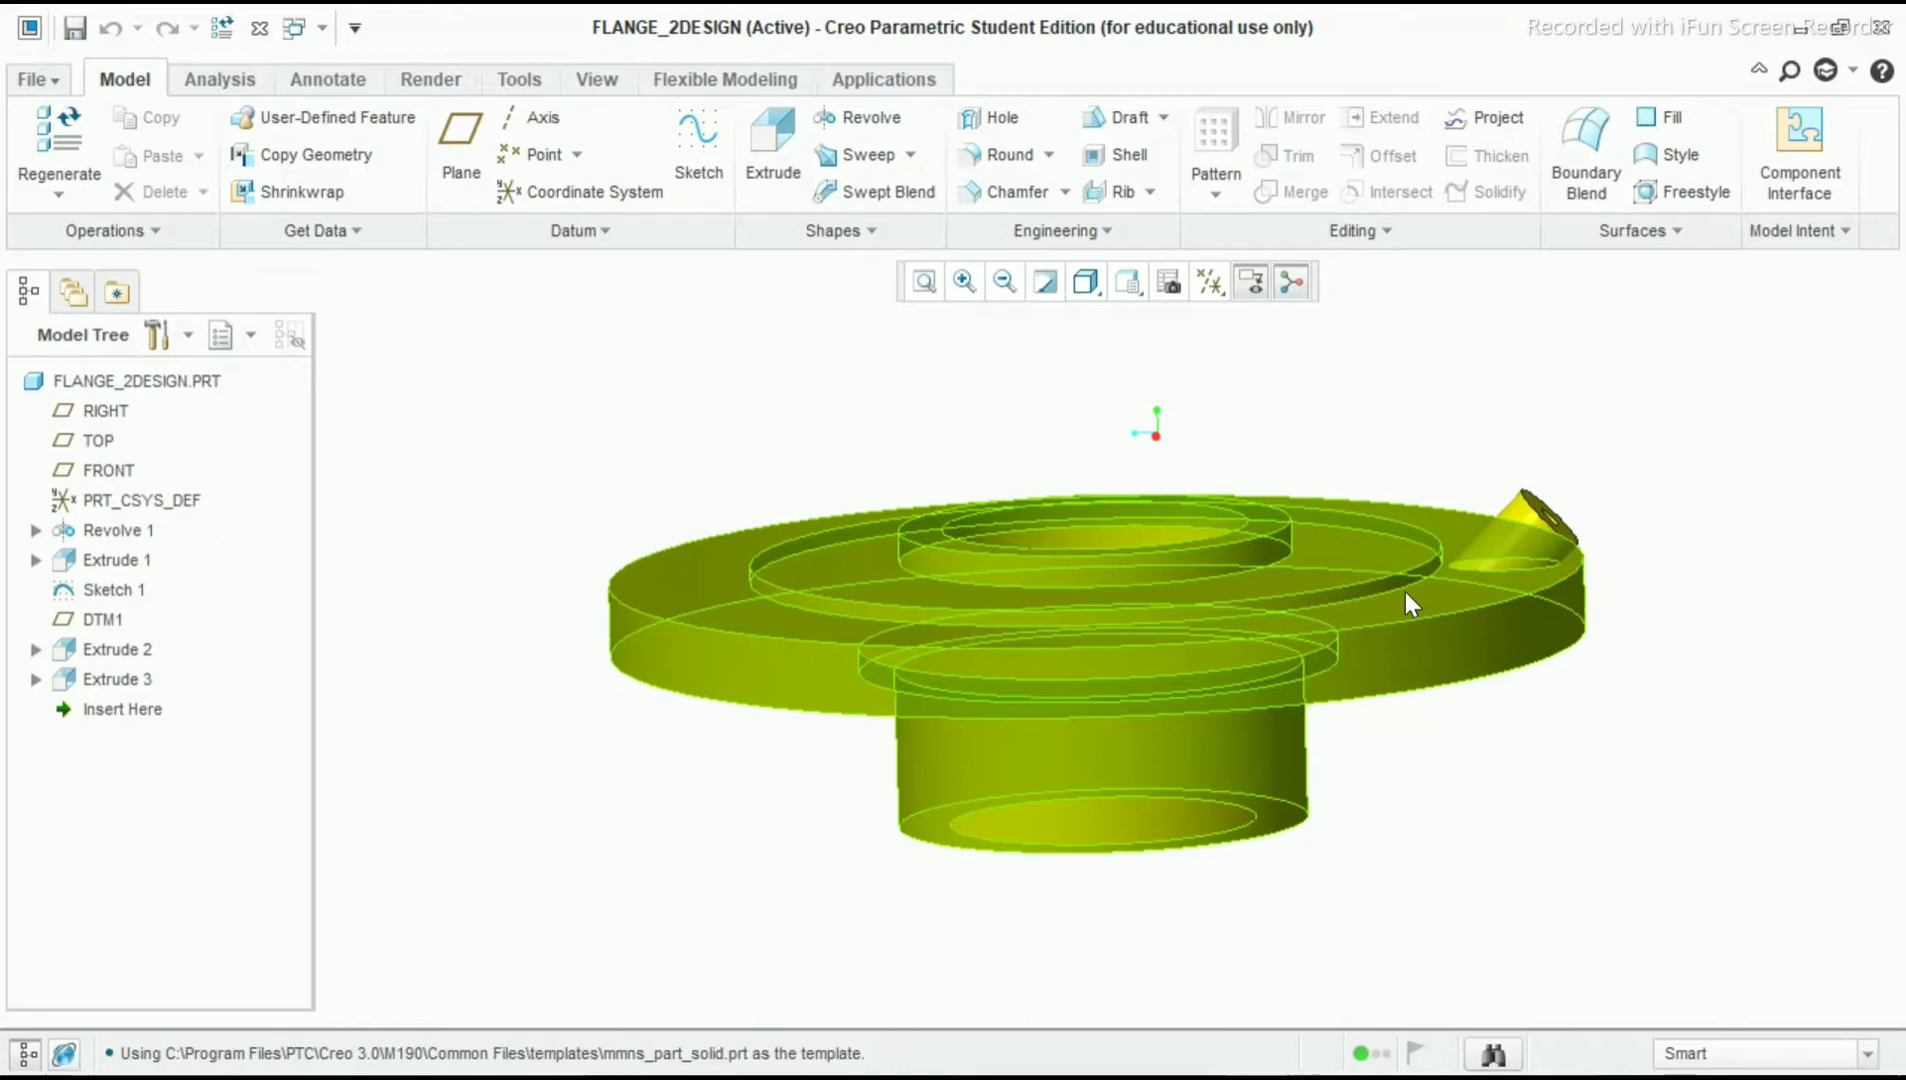 FLANGE_2DESIGN (Active) - Creo Parametric Student Edition (for educational use only)
Recorded with iFun Screen Recorder
File Model Analysis Annotate Render Tools View Flexible Modeling Applications
Regenerate
Copy
Paste
Delete
Operations
User-Defined Feature
Copy Geometry
Shrinkwrap
Get Data
Plane
Axis
Point
Coordinate System
Sketch
Datum
Extrude
Revolve
Sweep
Swept Blend
Shapes
Hole
Round
Chamfer
Draft
Shell
Rib
Engineering
Pattern
Mirror
Trim
Merge
Extend
Offset
Intersect
Project
Thicken
Solidify
Editing
Boundary
Blend
Fill
Style
Freestyle
Surfaces
Component
Interface
Model Intent
Model Tree
FLANGE_2DESIGN.PRT
RIGHT
TOP
FRONT
PRT_CSYS_DEF
Revolve 1
Extrude 1
Sketch 1
DTM1
Extrude 2
Extrude 3
Insert Here
Using C:\Program Files\PTC\Creo 3.0\M190\Common Files\templates\mmns_part_solid.prt as the template.
Smart